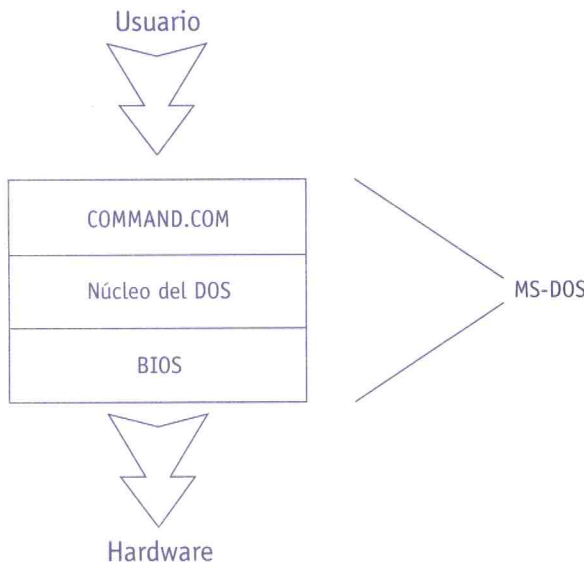 Usuario
COMMAND.COM
Núcleo del DOS
MS-DOS
BIOS
Hardware